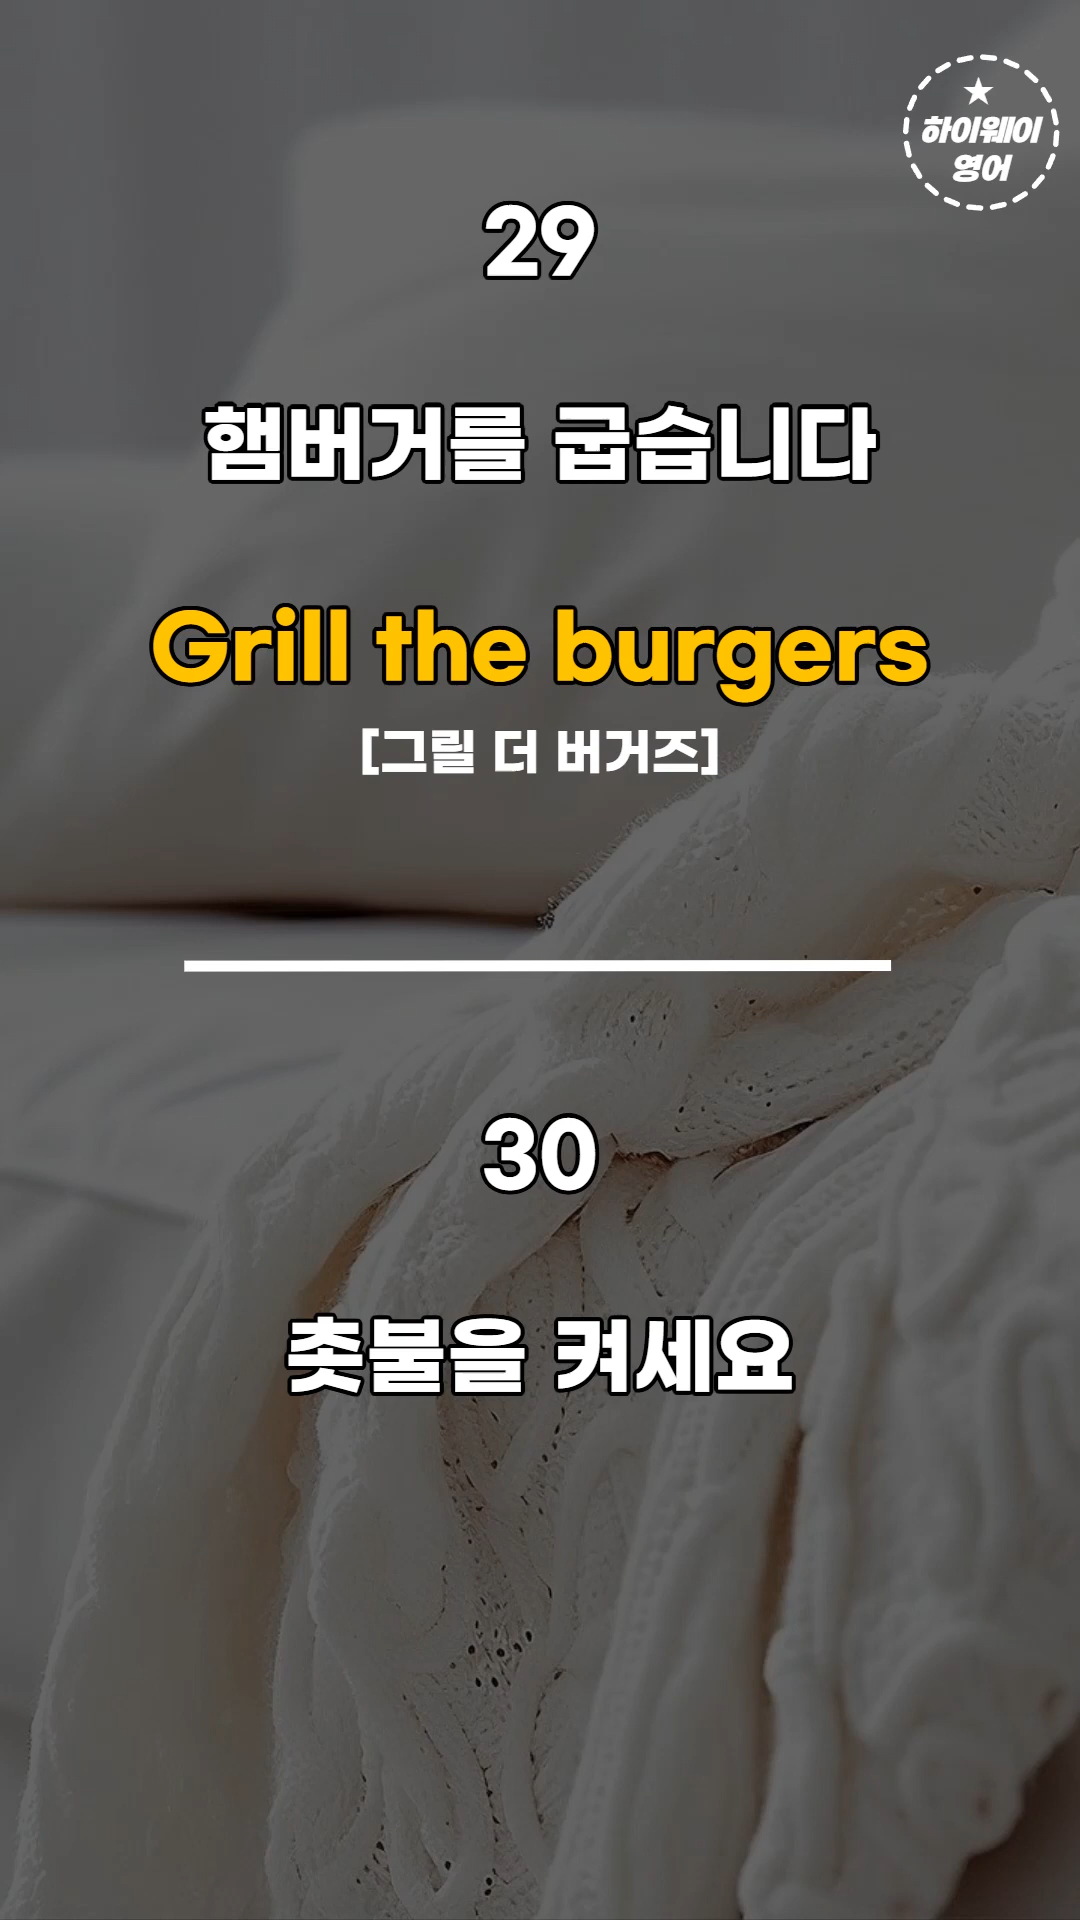 ★
하이웨이
영어
29
햄버거를 굽습니다
Grill the burgers
[그릴 더 버거즈]
30
촛불을 켜세요